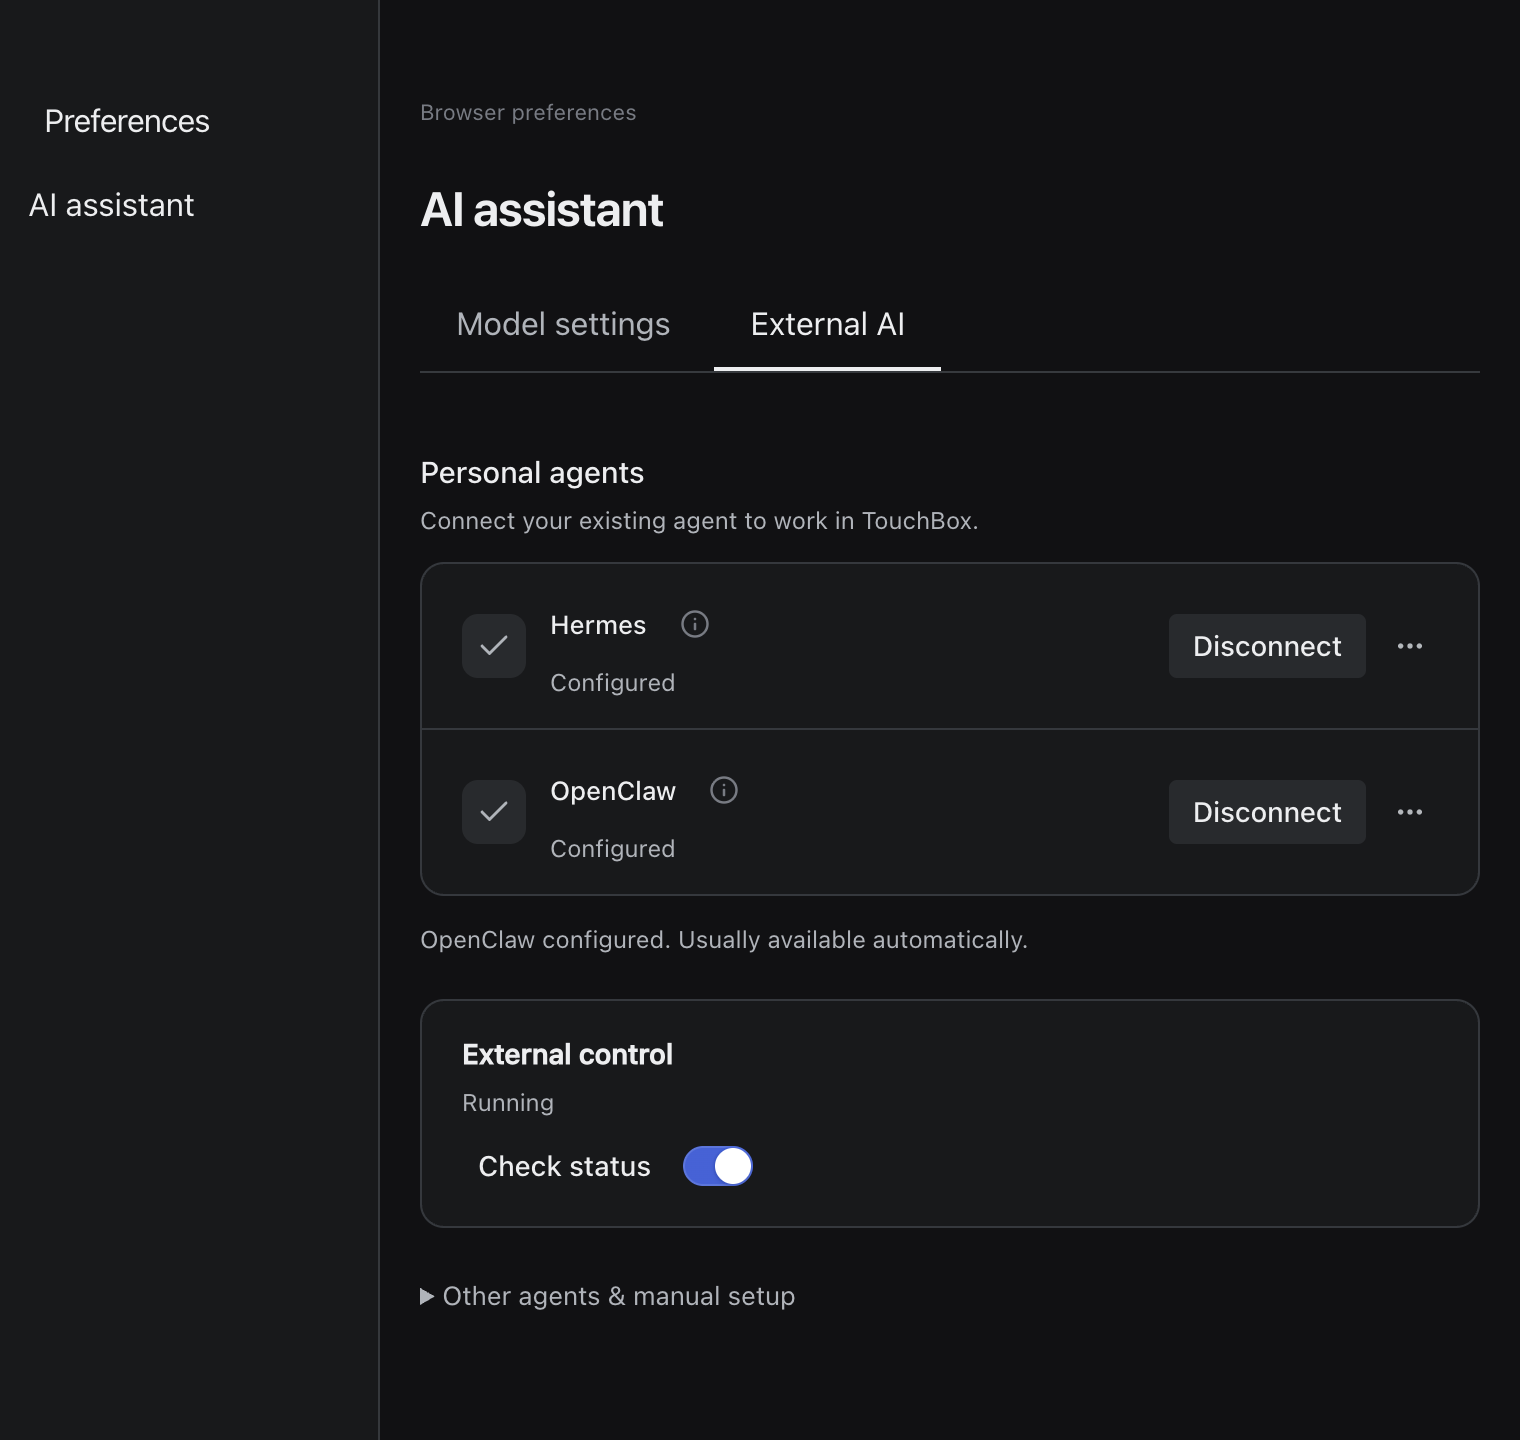 Preferences
AI assistant
Browser preferences
AI assistant
Model settings
External AI
Personal agents
Connect your existing agent to work in TouchBox.
Hermes
Configured
Disconnect
OpenClaw
Configured
Disconnect
OpenClaw configured. Usually available automatically.
External control
Running
Check status
Other agents & manual setup